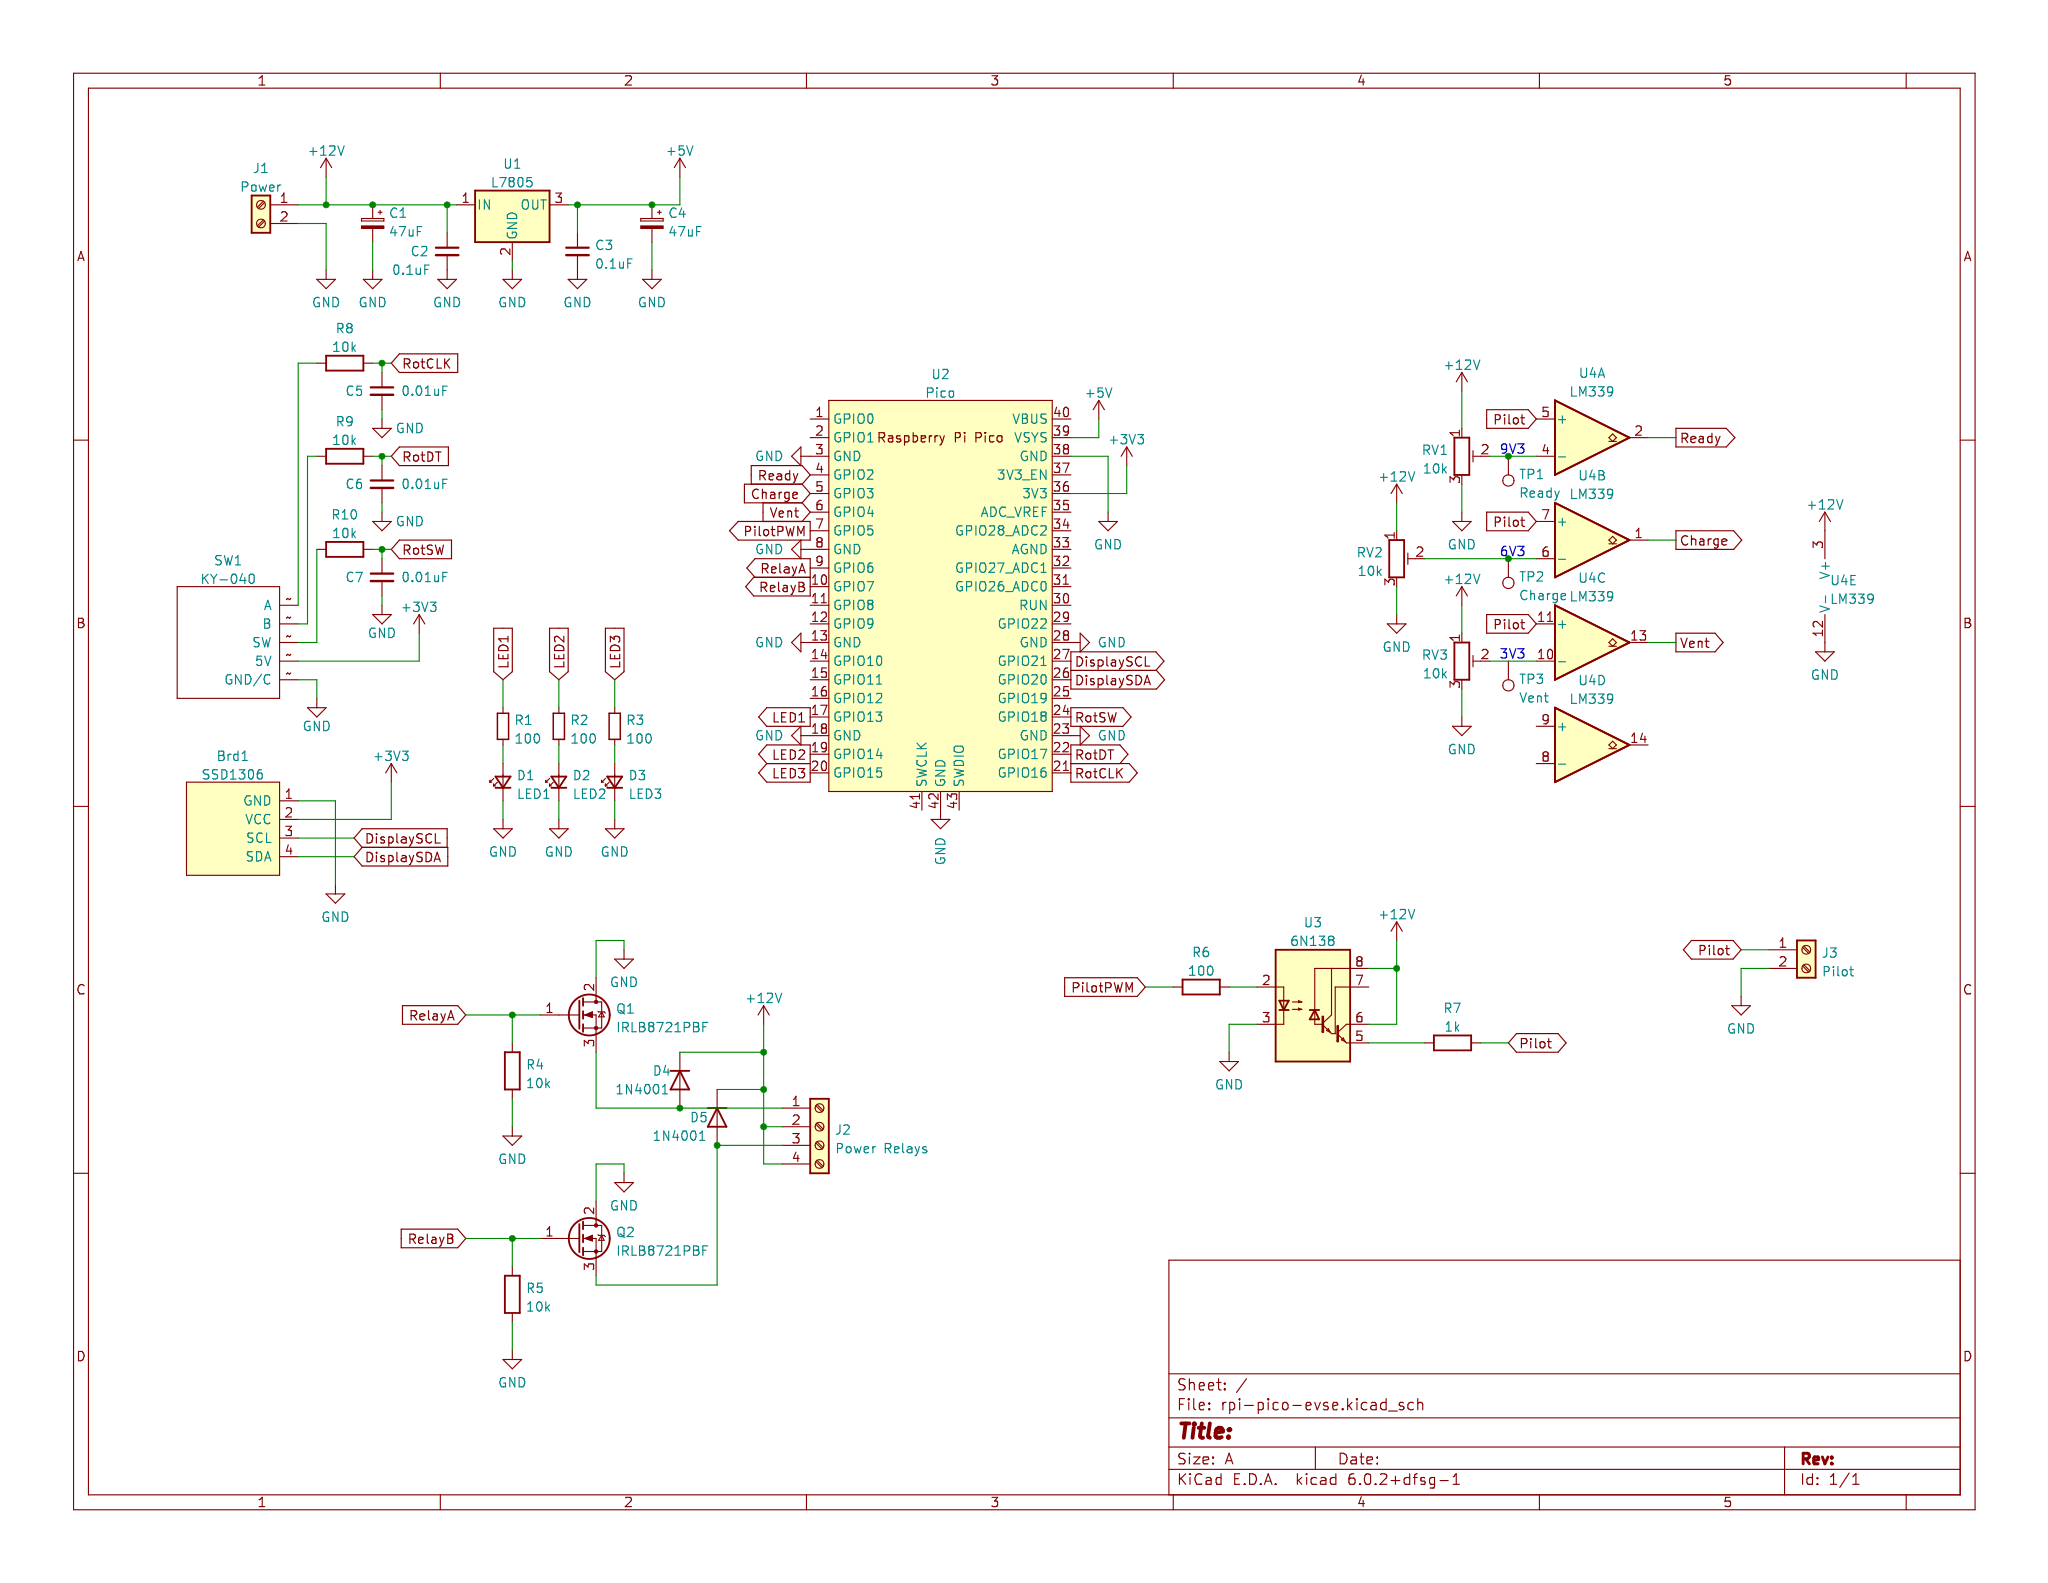 1 2 3 4 5
A
B
C
D
A
B
C
D
1 2 3 4 5
J1
Power
1
2
+12V
GND
C1
47uF
GND
C2
0.1uF
GND
U1
L7805
1 IN OUT 3
GND
2
GND
C3
0.1uF
GND
+5V
C4
47uF
GND
R8
10k
RotCLK
C5 0.01uF
GND
R9
10k
RotDT
C6 0.01uF
GND
R10
10k
RotSW
C7 0.01uF
GND
SW1
KY-040
A ~
B ~
SW ~
5V ~
GND/C ~
+3V3
GND
Brd1
SSD1306
GND 1
VCC 2
SCL 3
SDA 4
+3V3
DisplaySCL
DisplaySDA
GND
LED1 LED2 LED3
R1
100
R2
100
R3
100
D1
LED1
D2
LED2
D3
LED3
GND GND GND
U2
Pico
Raspberry Pi Pico
1 GPIO0
2 GPIO1
GND 3 GND
Ready 4 GPIO2
Charge 5 GPIO3
Vent 6 GPIO4
PilotPWM 7 GPIO5
GND 8 GND
RelayA 9 GPIO6
RelayB 10 GPIO7
11 GPIO8
12 GPIO9
GND 13 GND
14 GPIO10
15 GPIO11
16 GPIO12
LED1 17 GPIO13
GND 18 GND
LED2 19 GPIO14
LED3 20 GPIO15
VBUS 40
VSYS 39
GND 38
3V3_EN 37
3V3 36
ADC_VREF 35
GPIO28_ADC2 34
AGND 33
GPIO27_ADC1 32
GPIO26_ADC0 31
RUN 30
GPIO22 29
GND 28 GND
GPIO21 27 DisplaySCL
GPIO20 26 DisplaySDA
GPIO19 25
GPIO18 24 RotSW
GND 23 GND
GPIO17 22 RotDT
GPIO16 21 RotCLK
SWCLK GND SWDIO
41 42 43
GND
+5V
+3V3
GND
+12V
RV1
10k
1
2
3
GND
9V3
TP1
Ready
Pilot
U4A
LM339
5 +
4 -
2
Ready
+12V
RV2
10k
1
2
3
GND
6V3
TP2
Charge
Pilot
U4B
LM339
7 +
6 -
1
Charge
+12V
RV3
10k
1
2
3
GND
3V3
TP3
Vent
Pilot
U4C
LM339
11 +
10 -
13
Vent
U4D
LM339
9 +
8 -
14
+12V
3 V+
U4E
LM339
12 V-
GND
RelayA
1
2
3
Q1
IRLB8721PBF
GND
R4
10k
GND
RelayB
1
2
3
Q2
IRLB8721PBF
GND
R5
10k
GND
+12V
D4
1N4001
D5
1N4001
1
2
3
4
J2
Power Relays
PilotPWM
R6
100
U3
6N138
2
3
8
7
6
5
GND
+12V
R7
1k
Pilot
Pilot
1
2
J3
Pilot
GND
Sheet: /
File: rpi-pico-evse.kicad_sch
Title:
Size: A Date: Rev:
KiCad E.D.A. kicad 6.0.2+dfsg-1 Id: 1/1